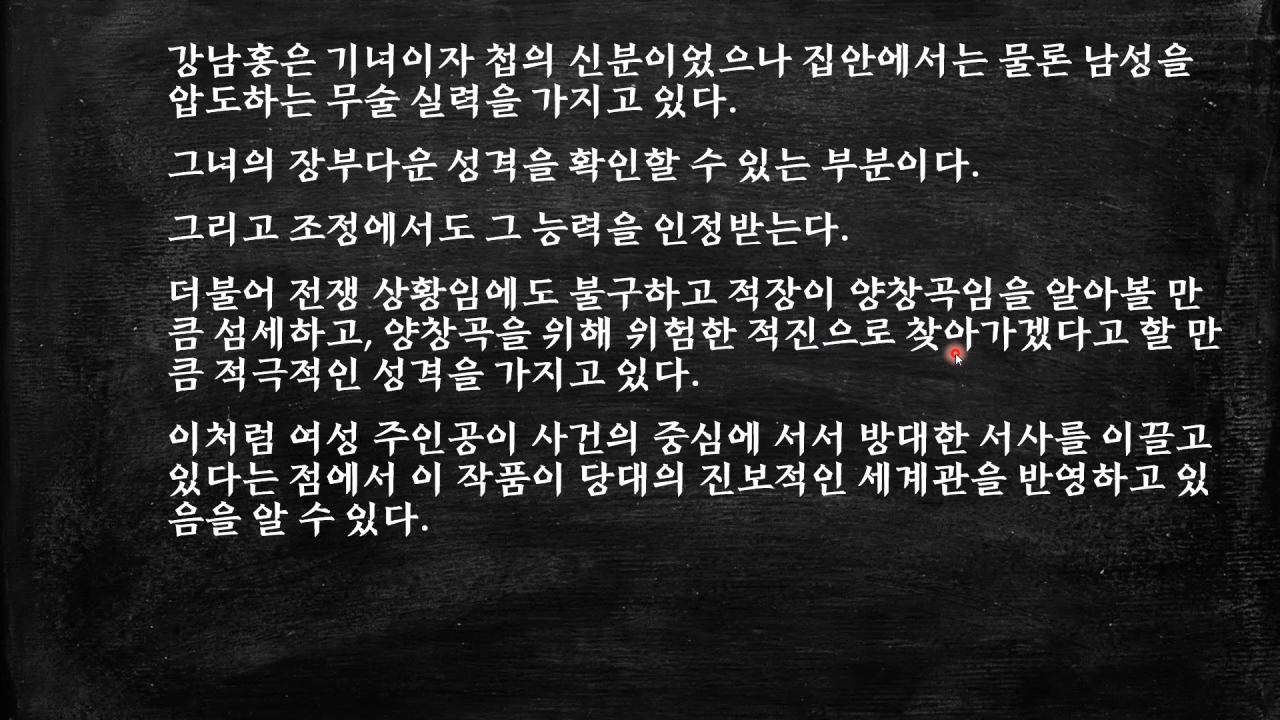 강남홍은 기녀이자 첩의 신분이었으나 집안에서는 물론 남성을
압도하는 무술 실력을 가지고 있다.
그녀의 장부다운 성격을 확인할 수 있는 부분이다.
그리고 조정에서도 그 능력을 인정받는다.
더불어 전쟁 상황임에도 불구하고 적장이 양창곡임을 알아볼 만
큼 섬세하고, 양창곡을 위해 위험한 적진으로 찾아가겠다고 할 만
큼 적극적인 성격을 가지고 있다.
이처럼 여성 주인공이 사건의 중심에 서서 방대한 서사를 이끌고
있다는 점에서 이 작품이 당대의 진보적인 세계관을 반영하고 있
음을 알 수 있다.